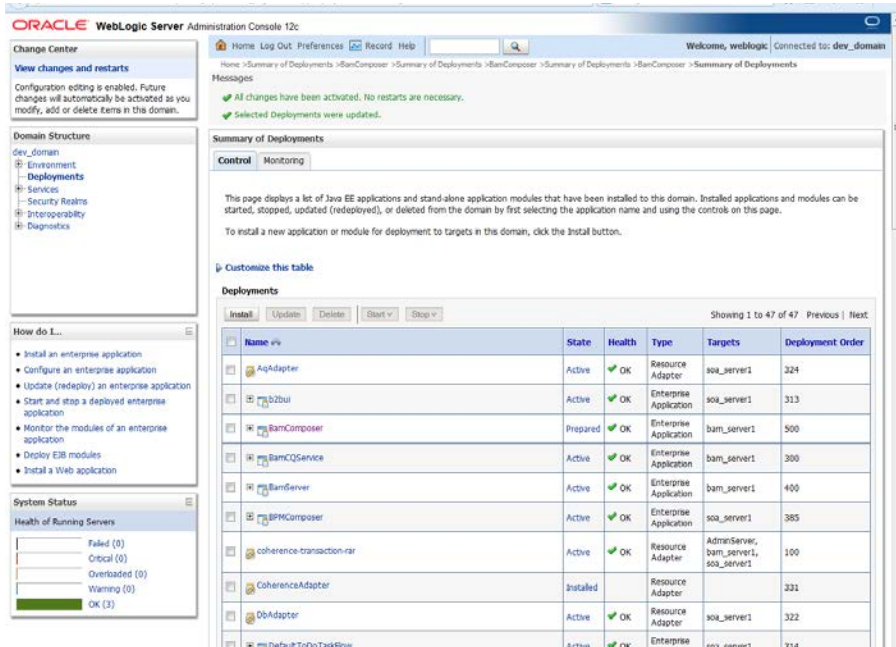 ORACLE WebLogic Server Administration Console 12c
Change Center
View changes and restarts
Configuration editing is enabled. Future
changes will automatically be activated as you
modify, add or delete items in this domain.
Domain Structure
dev_domain
Environment
Deployments
Services
Security Realms
Interoperability
Diagnostics
How do I...
Install an enterprise application
Configure an enterprise application
Update (redeploy) an enterprise application
Start and stop a deployed enterprise
application
Monitor the modules of an enterprise
application
Deploy EJB modules
Install a Web application
System Status
Health of Running Servers
Failed (0)
Critical (0)
Overloaded (0)
Warning (0)
OK (3)
Home Log Out Preferences Record Help
Welcome, weblogic Connected to: dev_domain
Home >Summary of Deployments >BamComposer >Summary of Deployments >BamComposer >Summary of Deployments >BamComposer >Summary of Deployments
Messages
All changes have been activated. No restarts are necessary.
Selected Deployments were updated.
Summary of Deployments
Control Monitoring
This page displays a list of Java EE applications and stand-alone application modules that have been installed to this domain. Installed applications and modules can be
started, stopped, updated (redeployed), or deleted from the domain by first selecting the application name and using the controls on this page.
To install a new application or module for deployment to targets in this domain, click the Install button.
Customize this table
Deployments
Install Update Delete Start Stop Showing 1 to 47 of 47 Previous | Next
Name State Health Type Targets Deployment Order
AqAdapter Active OK Resource Adapter soa_server1 324
b2bui Active OK Enterprise Application soa_server1 313
BamComposer Prepared OK Enterprise Application bam_server1 500
BamCQService Active OK Enterprise Application bam_server1 300
BamServer Active OK Enterprise Application bam_server1 400
BPMComposer Active OK Enterprise Application soa_server1 385
coherence-transaction-rar Active OK Resource Adapter AdminServer, bam_server1, soa_server1 100
CoherenceAdapter Installed Resource Adapter 331
DbAdapter Active OK Resource Adapter soa_server1 322
DefaultToDoTaskFlow Active OK Enterprise soa_server1 314